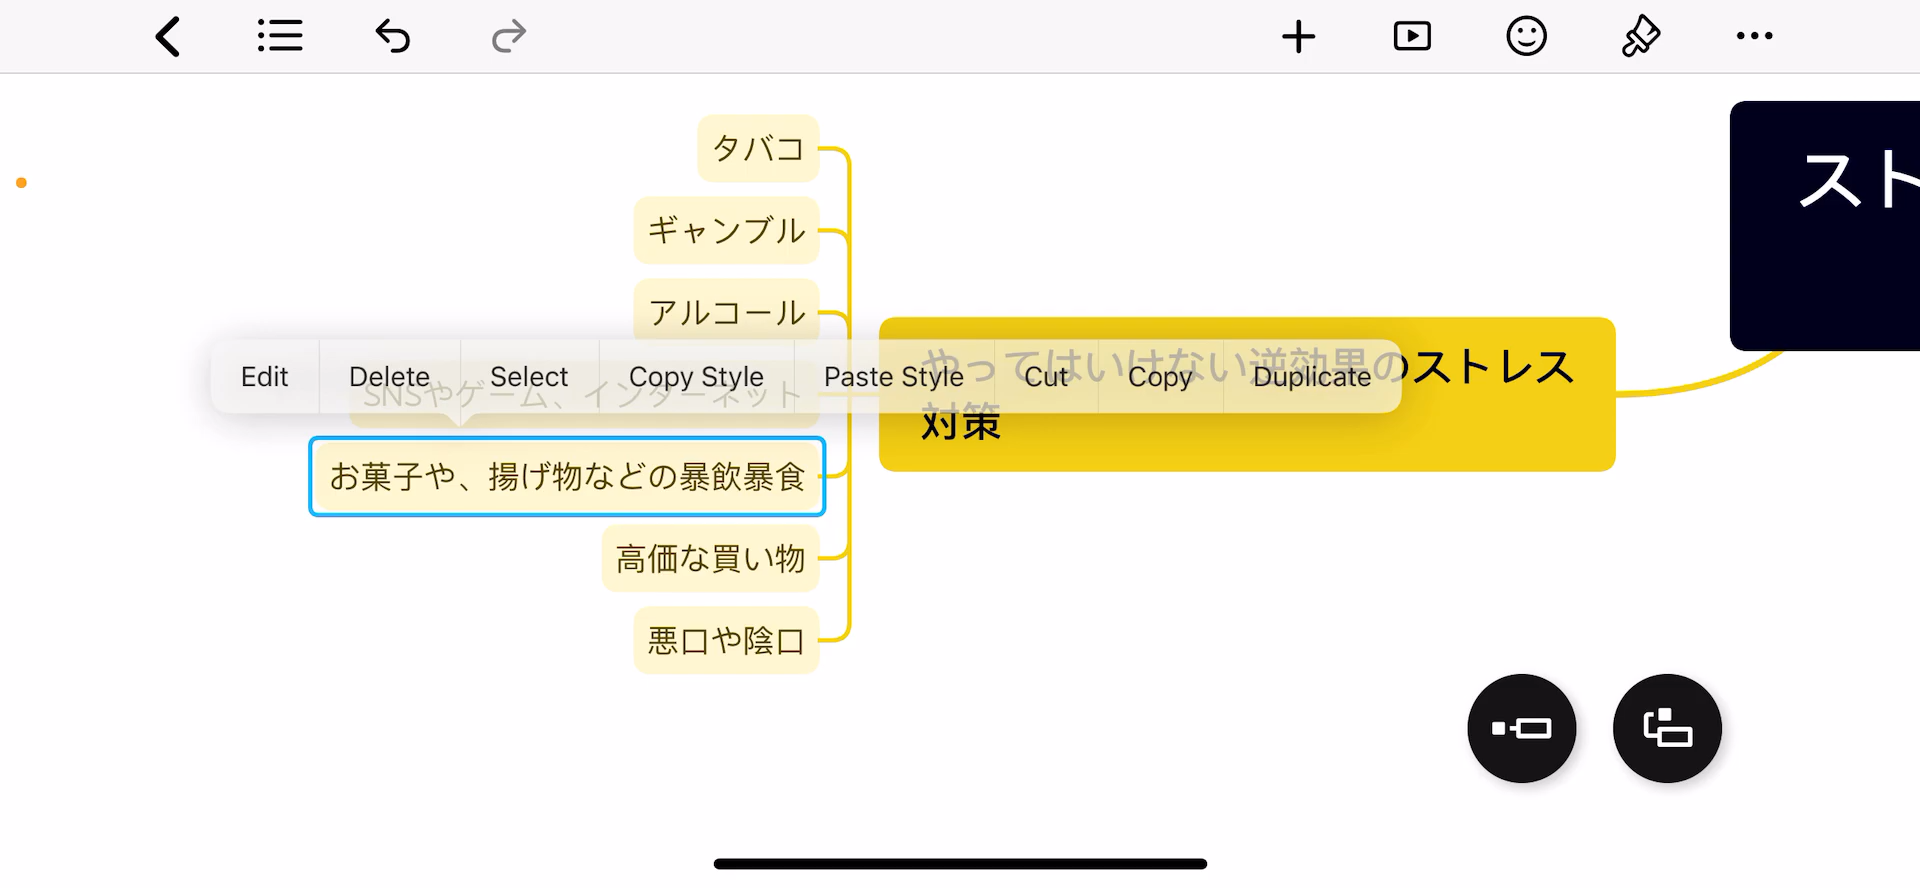 タバコ
ギャンブル
アルコール
Edit
Delete
Select
Copy Style
Paste Style
Cut
Copy
Duplicate
SNSやゲーム、インターネット
お菓子や、揚げ物などの暴飲暴食
高価な買い物
悪口や陰口
やってはいけない逆効果のストレス
対策
スト